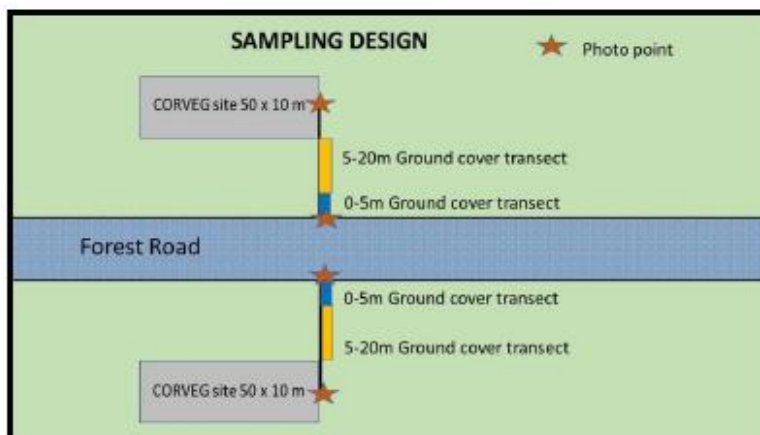 SAMPLING DESIGN
Photo point
CORVEG site 50 x 10 m
5-20m Ground cover transect
0-5m Ground cover transect
Forest Road
0-5m Ground cover transect
5-20m Ground cover transect
CORVEG site 50 x 10 m